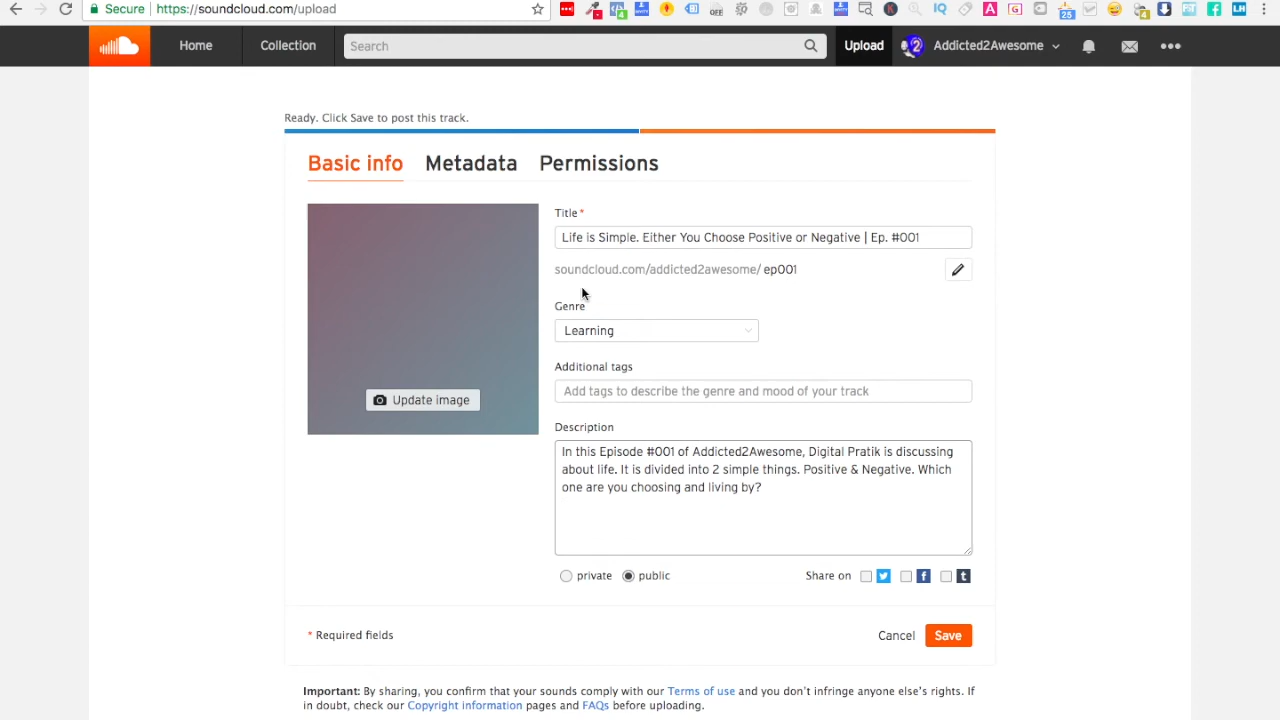 Secure https://soundcloud.com/upload
Home Collection Search Upload Addicted2Awesome
Ready. Click Save to post this track.
Basic info Metadata Permissions
Title *
Life is Simple. Either You Choose Positive or Negative | Ep. #001
soundcloud.com/addicted2awesome/ ep001
Genre
Learning
Additional tags
Add tags to describe the genre and mood of your track
Update image
Description
In this Episode #001 of Addicted2Awesome, Digital Pratik is discussing
about life. It is divided into 2 simple things. Positive & Negative. Which
one are you choosing and living by?
private public Share on
* Required fields Cancel Save
Important: By sharing, you confirm that your sounds comply with our Terms of use and you don't infringe anyone else's rights. If
in doubt, check our Copyright information pages and FAQs before uploading.